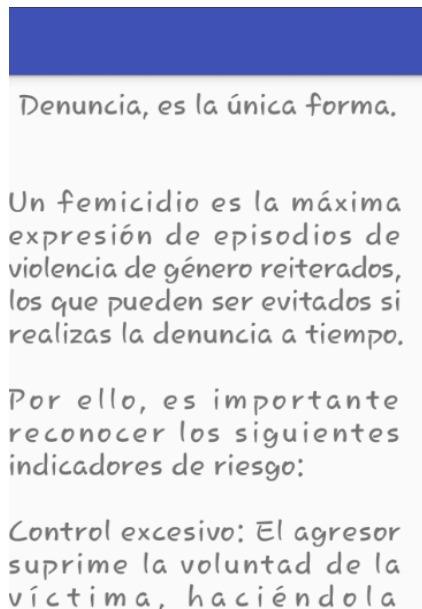 Denuncia, es la única forma.
Un femicidio es la máxima
expresión de episodios de
violencia de género reiterados,
los que pueden ser evitados si
realizas la denuncia a tiempo.
Por ello, es importante
reconocer los siguientes
indicadores de riesgo:
Control excesivo: El agresor
suprime la voluntad de la
víctima, haciéndola